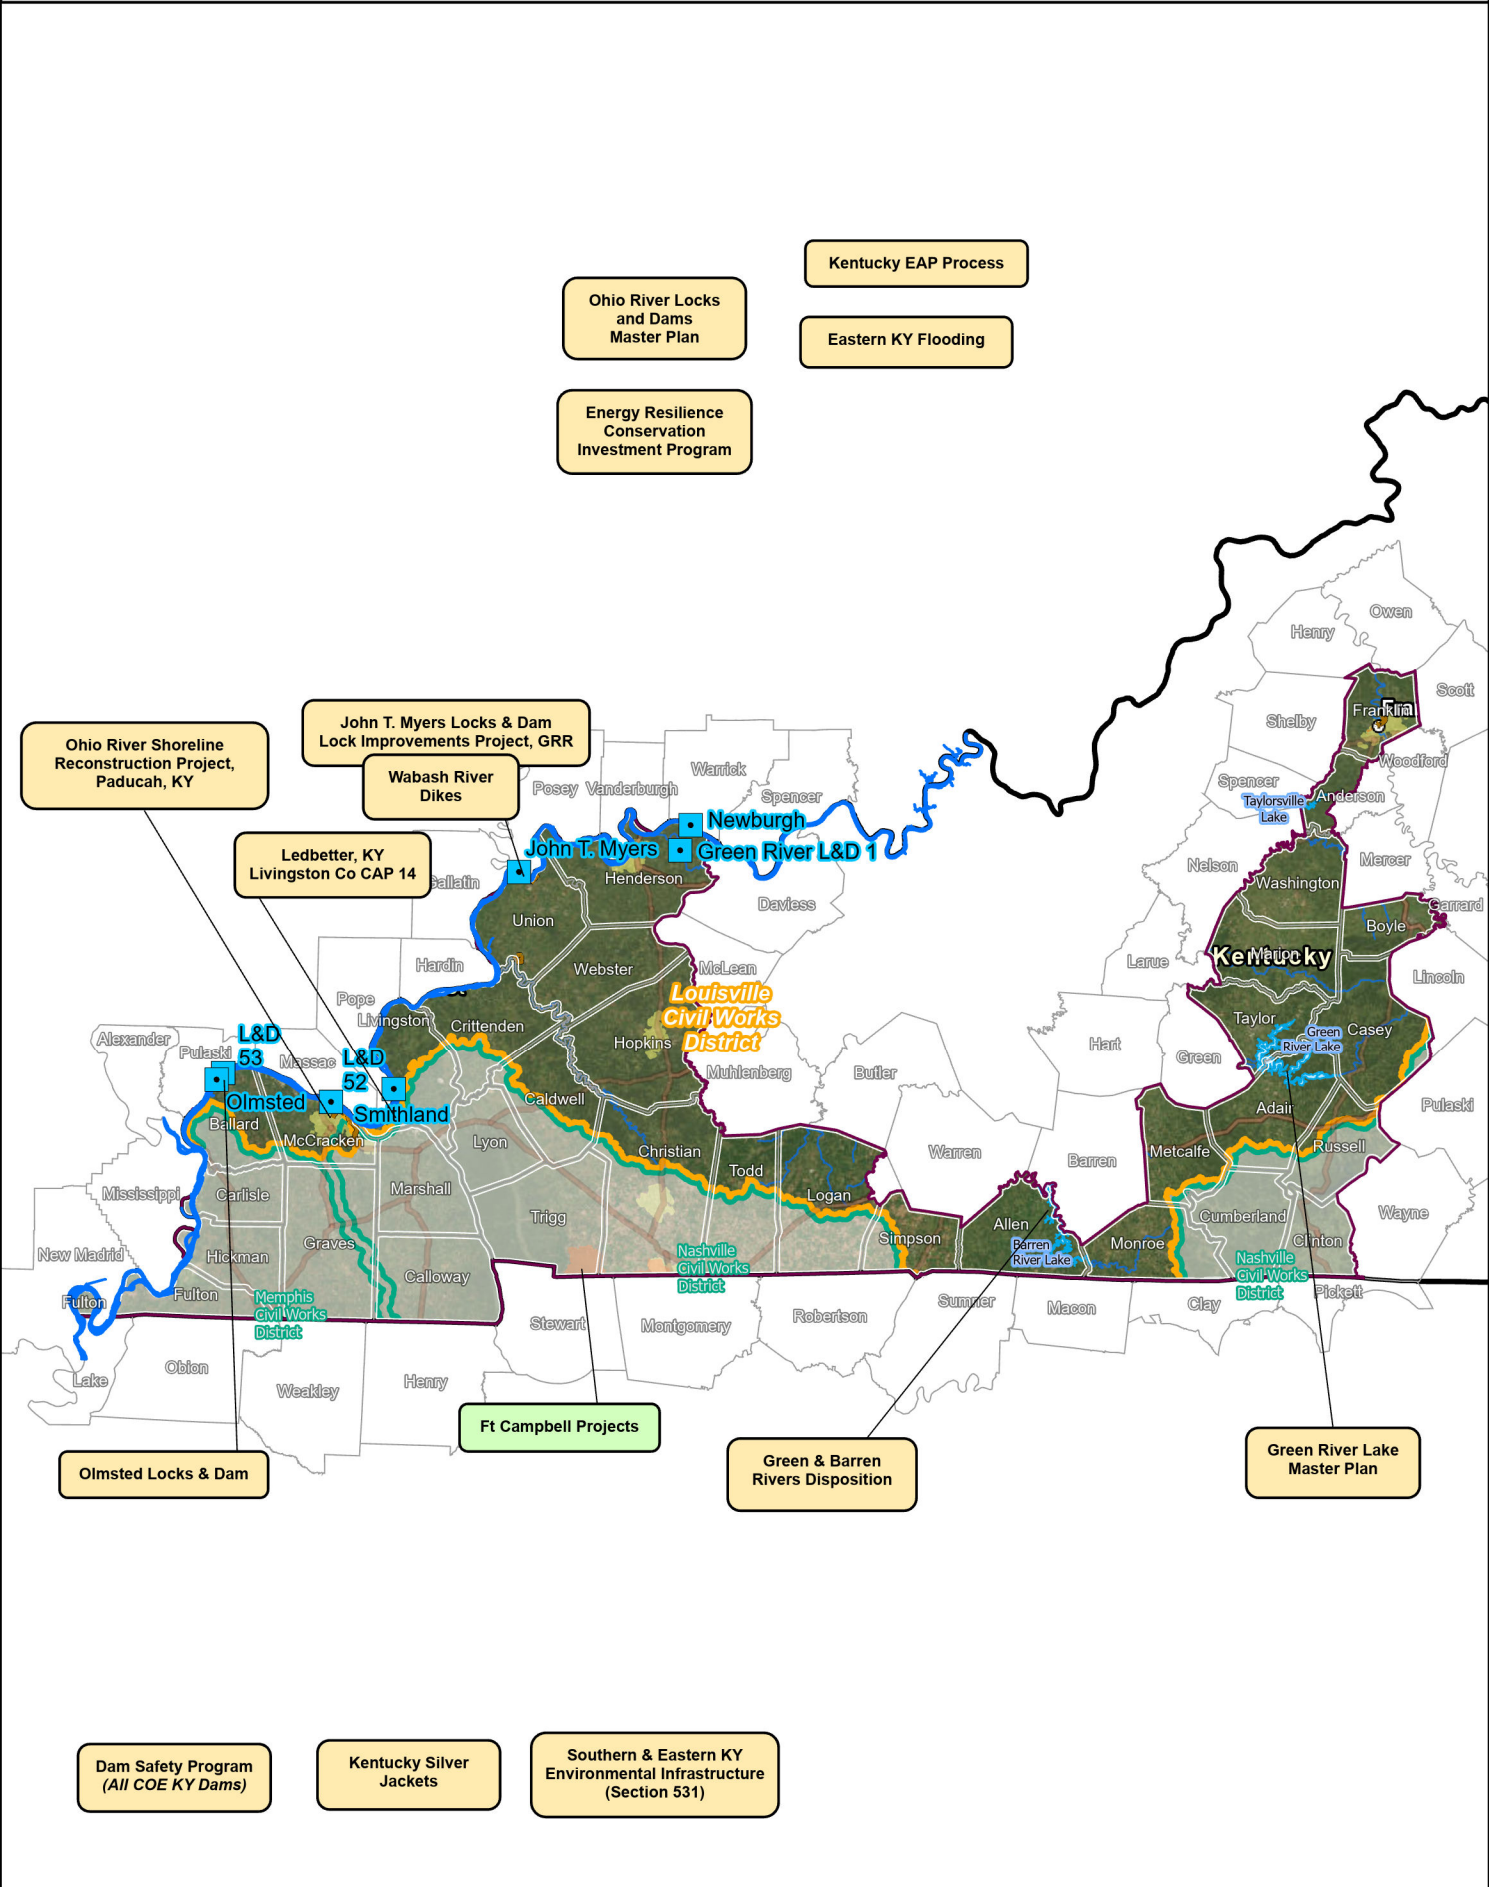 Kentucky EAP Process
Ohio River Locks
and Dams
Master Plan
Eastern KY Flooding
Energy Resilience
Conservation
Investment Program
Owen
Henry
Scott
Shelby
Franklin
Woodford
Spencer
Anderson
Taylorsville
Lake
Ohio River Shoreline
Reconstruction Project,
Paducah, KY
John T. Myers Locks & Dam
Lock Improvements Project, GRR
Wabash River
Dikes
Posey
Vanderburgh
Warrick
Spencer
Newburgh
John T. Myers
Green River L&D 1
Ledbetter, KY
Livingston Co CAP 14
Gallatin
Henderson
Daviess
Nelson
Mercer
Washington
Garrard
Boyle
Union
Hardin
Webster
McLean
Larue
Marion
Kentucky
Lincoln
Pope
Livingston
Crittenden
Louisville
Civil Works
District
Hopkins
Muhlenberg
Butler
Hart
Green
Taylor
Green
River Lake
Casey
Alexander
Pulaski
L&D
53
Massac
L&D
52
Olmsted
Smithland
Ballard
McCracken
Caldwell
Lyon
Christian
Todd
Logan
Warren
Barren
Metcalfe
Adair
Russell
Pulaski
Mississippi
Carlisle
Marshall
Trigg
Simpson
Allen
Barren
River Lake
Monroe
Cumberland
Clinton
Wayne
New Madrid
Hickman
Graves
Calloway
Nashville
Civil Works
District
Nashville
Civil Works
District
Fulton
Fulton
Memphis
Civil Works
District
Stewart
Montgomery
Robertson
Sumner
Macon
Clay
Pickett
Lake
Obion
Weakley
Henry
Ft Campbell Projects
Olmsted Locks & Dam
Green & Barren
Rivers Disposition
Green River Lake
Master Plan
Dam Safety Program
(All COE KY Dams)
Kentucky Silver
Jackets
Southern & Eastern KY
Environmental Infrastructure
(Section 531)